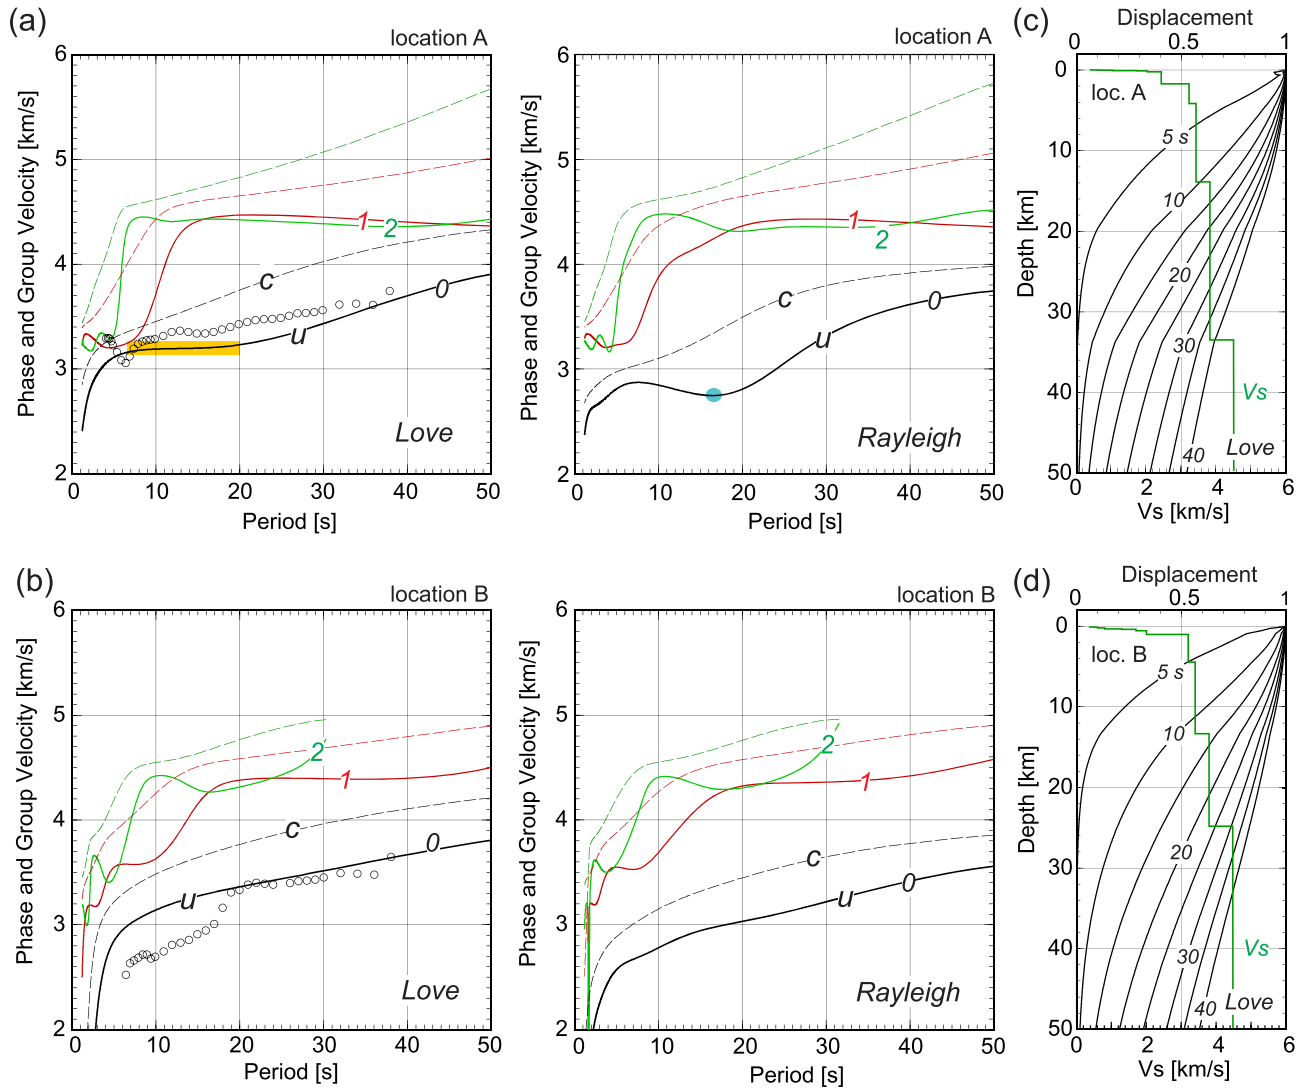 (a)
location A
Phase and Group Velocity [km/s]
6
5
4
3
2
1
2
c
u
0
Love
0
10
20
30
40
50
Period [s]
location A
Phase and Group Velocity [km/s]
6
5
4
3
2
1
2
c
u
0
Rayleigh
0
10
20
30
40
50
Period [s]
(c)
Displacement
0
0.5
1
Depth [km]
0
10
20
30
40
50
loc. A
5 s
10
20
30
40
Vs
Love
0
2
4
6
Vs [km/s]
(b)
location B
Phase and Group Velocity [km/s]
6
5
4
3
2
2
1
c
u
0
Love
0
10
20
30
40
50
Period [s]
location B
Phase and Group Velocity [km/s]
6
5
4
3
2
2
1
c
u
0
Rayleigh
0
10
20
30
40
50
Period [s]
(d)
Displacement
0
0.5
1
Depth [km]
0
10
20
30
40
50
loc. B
5 s
10
20
30
40
Vs
Love
0
2
4
6
Vs [km/s]